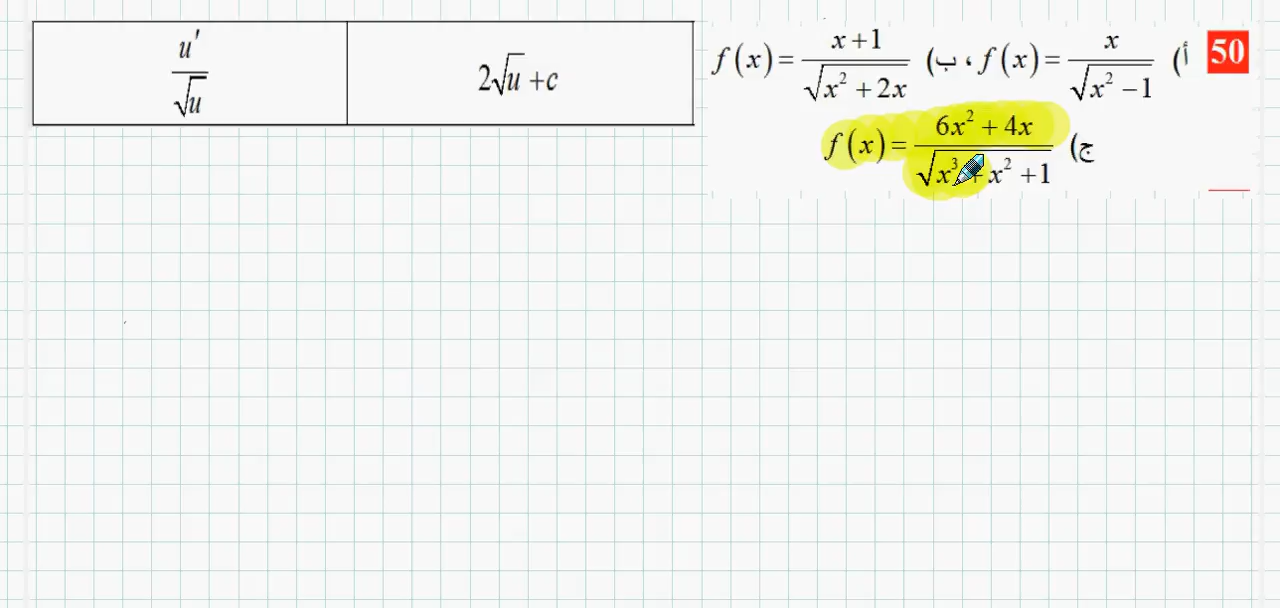 u' / √u    2√u + c
50 أ) f(x) = x / √(x² − 1) ، ب) f(x) = (x + 1) / √(x² + 2x)
ج) f(x) = (6x² + 4x) / √(x³ + x² + 1)